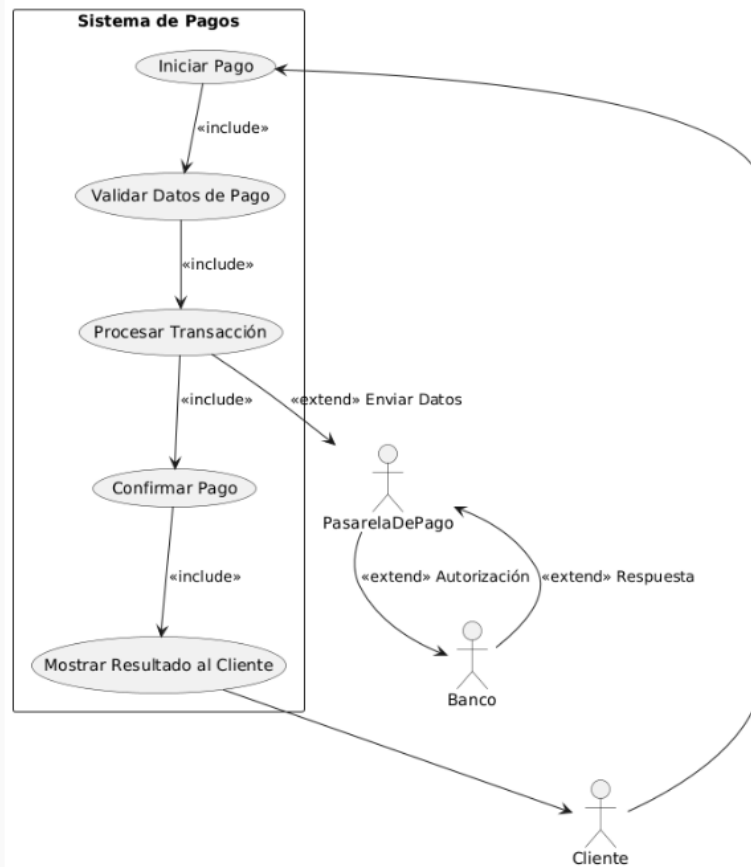 Sistema de Pagos
Iniciar Pago
«include»
Validar Datos de Pago
«include»
Procesar Transacción
«include»
«extend» Enviar Datos
Confirmar Pago
PasarelaDePago
«include»
«extend» Autorización
«extend» Respuesta
Mostrar Resultado al Cliente
Banco
Cliente